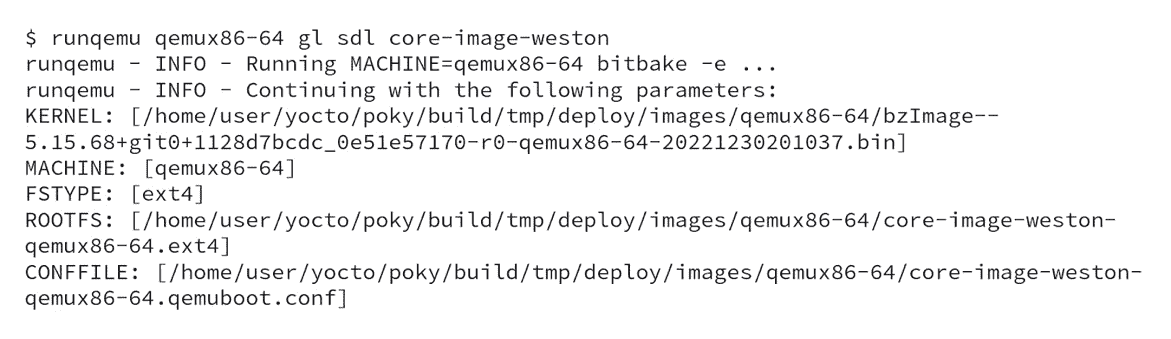 $ runqemu qemux86-64 gl sdl core-image-weston
runqemu - INFO - Running MACHINE=qemux86-64 bitbake -e ...
runqemu - INFO - Continuing with the following parameters:
KERNEL: [/home/user/yocto/poky/build/tmp/deploy/images/qemux86-64/bzImage--
5.15.68+git0+1128d7bcdc_0e51e57170-r0-qemux86-64-20221230201037.bin]
MACHINE: [qemux86-64]
FSTYPE: [ext4]
ROOTFS: [/home/user/yocto/poky/build/tmp/deploy/images/qemux86-64/core-image-weston-
qemux86-64.ext4]
CONFFILE: [/home/user/yocto/poky/build/tmp/deploy/images/qemux86-64/core-image-weston-
qemux86-64.qemuboot.conf]